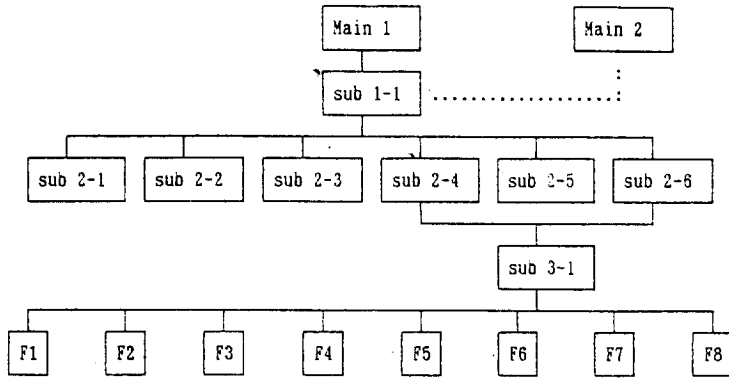 Main 1 Main 2
sub 1-1
sub 2-1 sub 2-2 sub 2-3 sub 2-4 sub 2-5 sub 2-6
sub 3-1
F1 F2 F3 F4 F5 F6 F7 F8